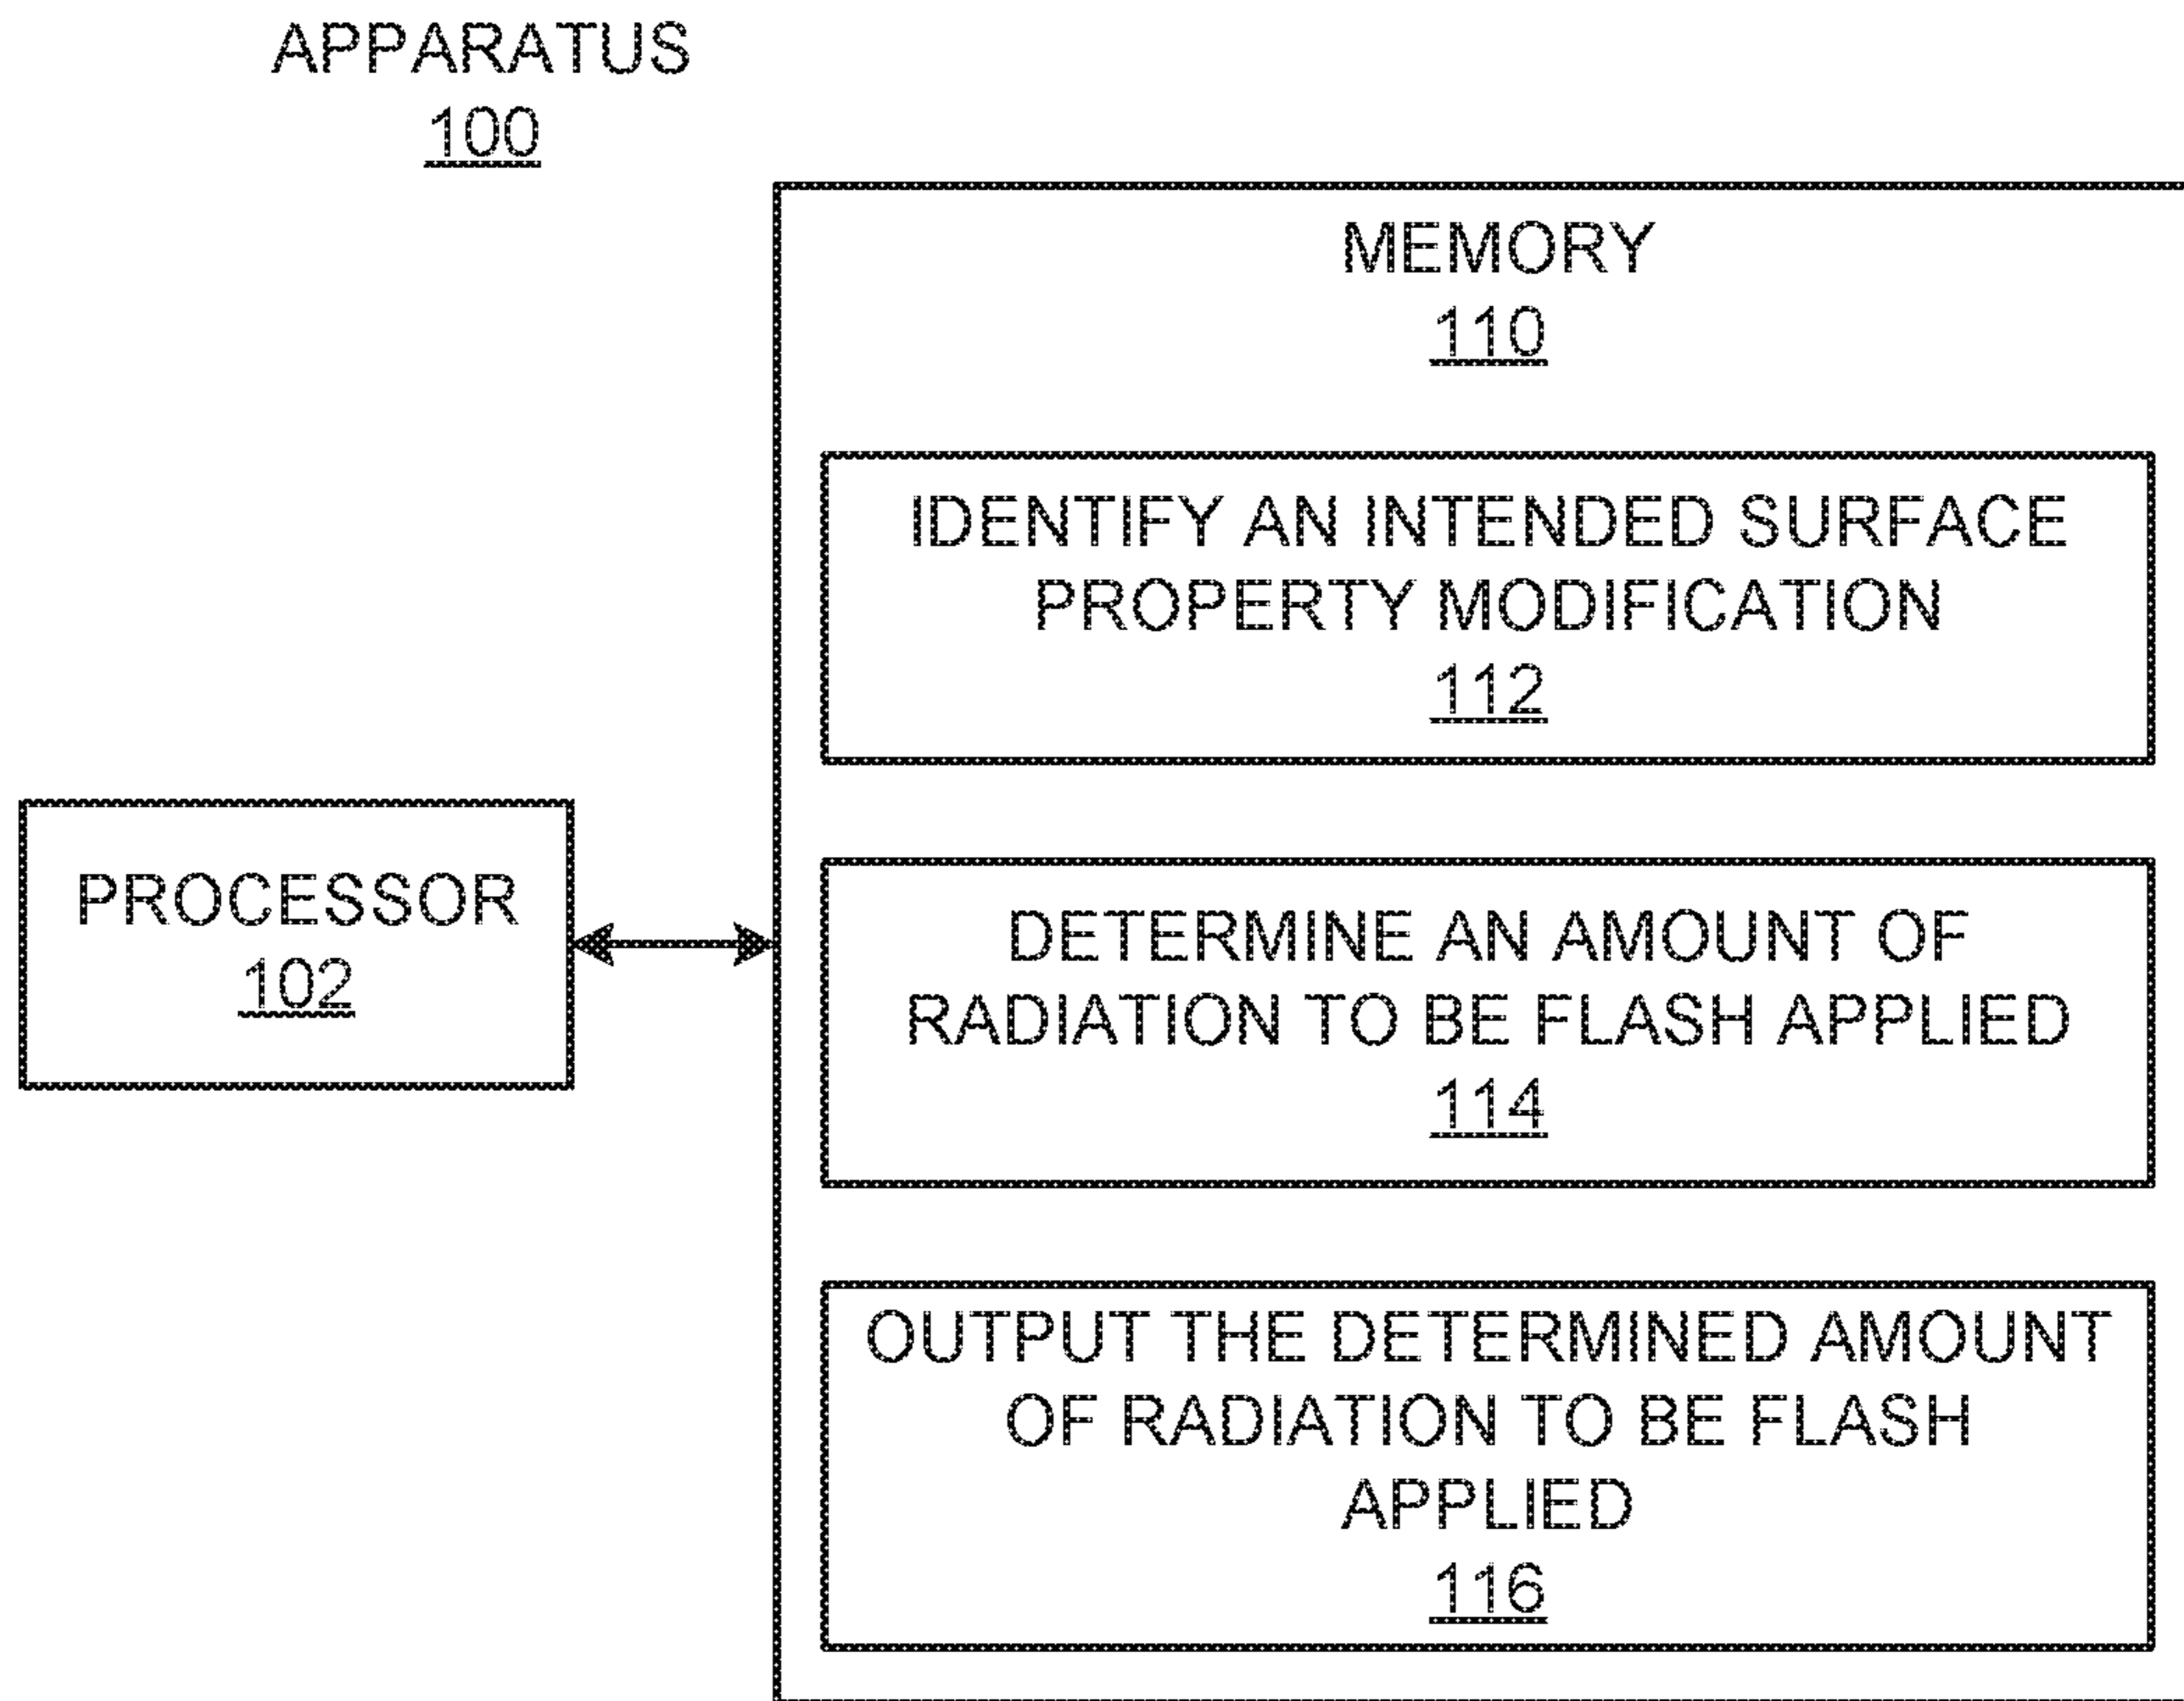 APPARATUS
100
MEMORY
110
IDENTIFY AN INTENDED SURFACE
PROPERTY MODIFICATION
112
PROCESSOR
102
DETERMINE AN AMOUNT OF
RADIATION TO BE FLASH APPLIED
114
OUTPUT THE DETERMINED AMOUNT
OF RADIATION TO BE FLASH
APPLIED
116